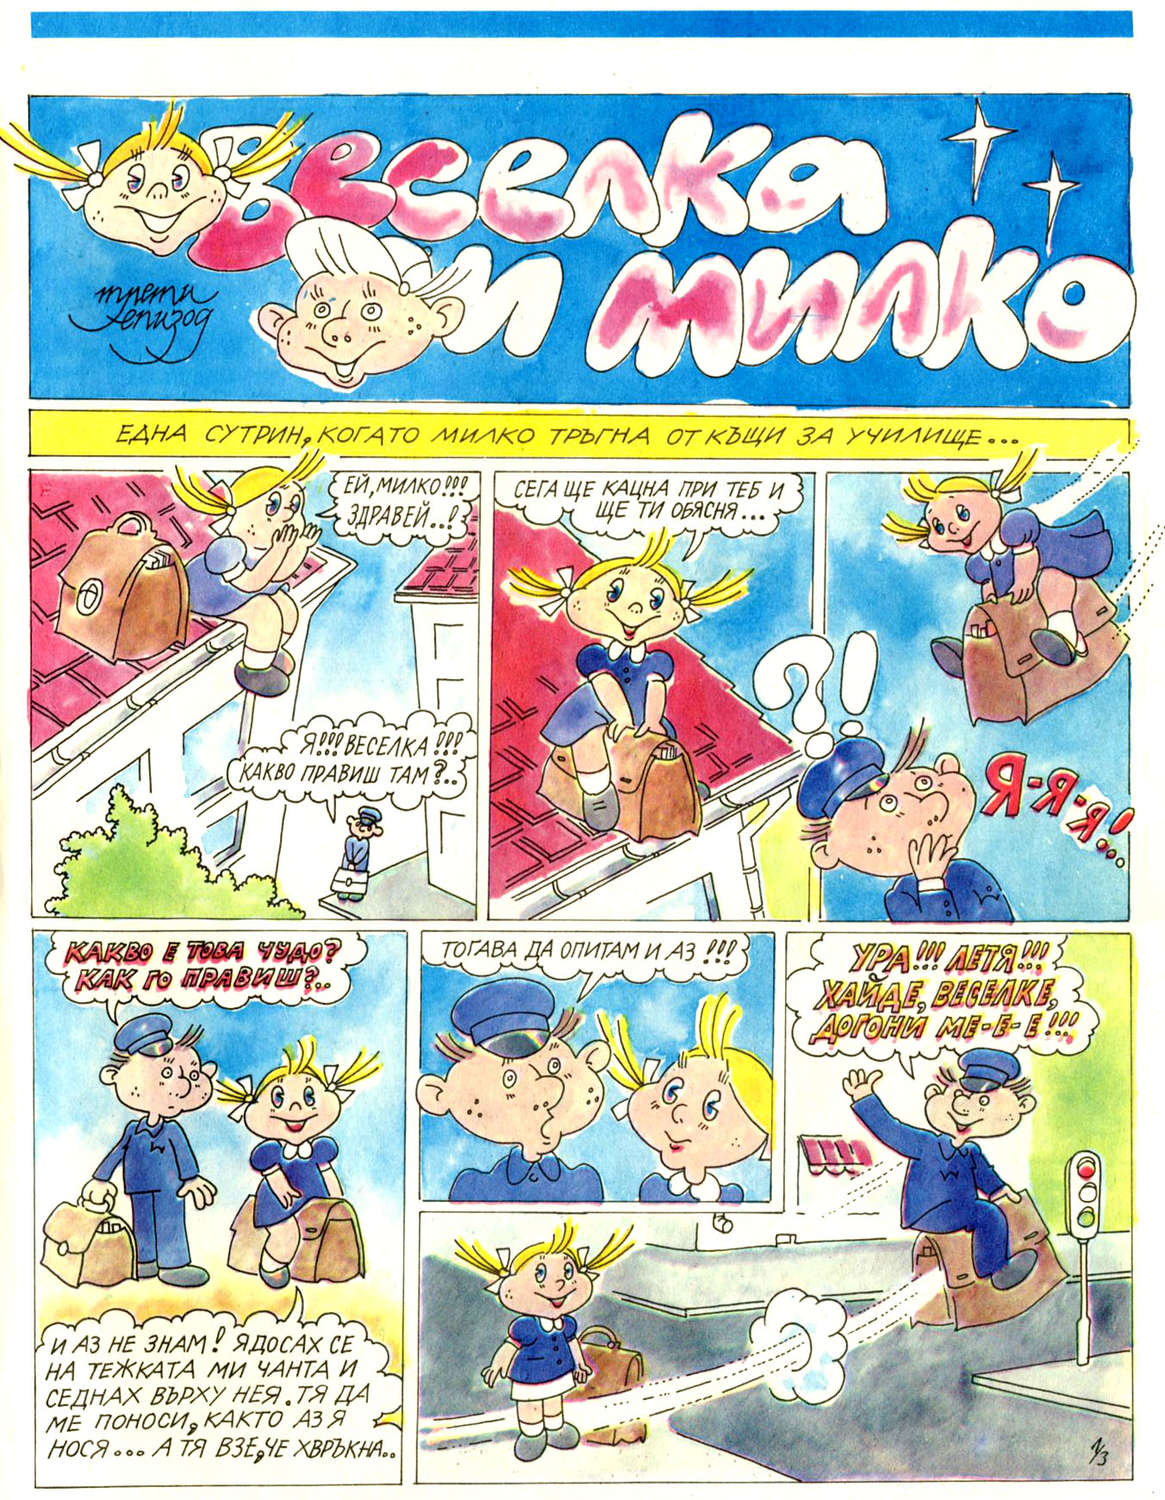 Веселка
и Милко
трети
епизод
ЕДНА СУТРИН, КОГАТО МИЛКО ТРЪГНА ОТ КЪЩИ ЗА УЧИЛИЩЕ...
ЕЙ, МИЛКО!!!
ЗДРАВЕЙ..!
Я!!! ВЕСЕЛКА!!!
КАКВО ПРАВИШ ТАМ?..
СЕГА ЩЕ КАЦНА ПРИ ТЕБ И
ЩЕ ТИ ОБЯСНЯ...
?!
Я-Я-Я..!
КАКВО Е ТОВА ЧУДО?
КАК ГО ПРАВИШ?..
И АЗ НЕ ЗНАМ! ЯДОСАХ СЕ
НА ТЕЖКАТА МИ ЧАНТА И
СЕДНАХ ВЪРХУ НЕЯ. ТЯ ДА
МЕ ПОНОСИ, КАКТО АЗ Я
НОСЯ... А ТЯ ВЗЕ, ЧЕ ХВРЪКНА..
ТОГАВА ДА ОПИТАМ И АЗ!!!
УРА!!! ЛЕТЯ!!!
ХАЙДЕ, ВЕСЕЛКЕ,
ДОГОНИ МЕ-Е-Е!!!
1/3